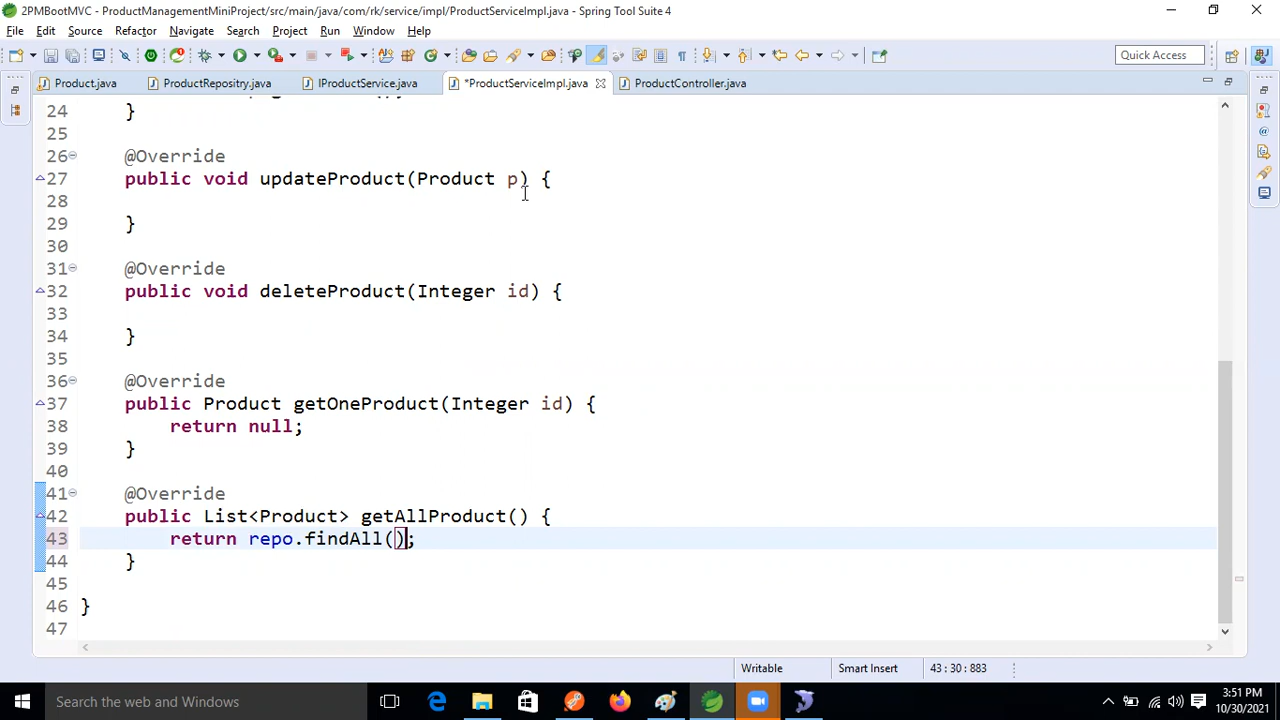 2PMBootMVC - ProductManagementMiniProject/src/main/java/com/rk/service/impl/ProductServiceImpl.java - Spring Tool Suite 4
File Edit Source Refactor Navigate Search Project Run Window Help
Quick Access
Product.java ProductRepositry.java IProductService.java *ProductServiceImpl.java ProductController.java
24 }
25
26 @Override
27 public void updateProduct(Product p) {
28
29 }
30
31 @Override
32 public void deleteProduct(Integer id) {
33
34 }
35
36 @Override
37 public Product getOneProduct(Integer id) {
38 return null;
39 }
40
41 @Override
42 public List<Product> getAllProduct() {
43 return repo.findAll();
44 }
45
46 }
47
Writable Smart Insert 43 : 30 : 883
Search the web and Windows
3:51 PM
10/30/2021